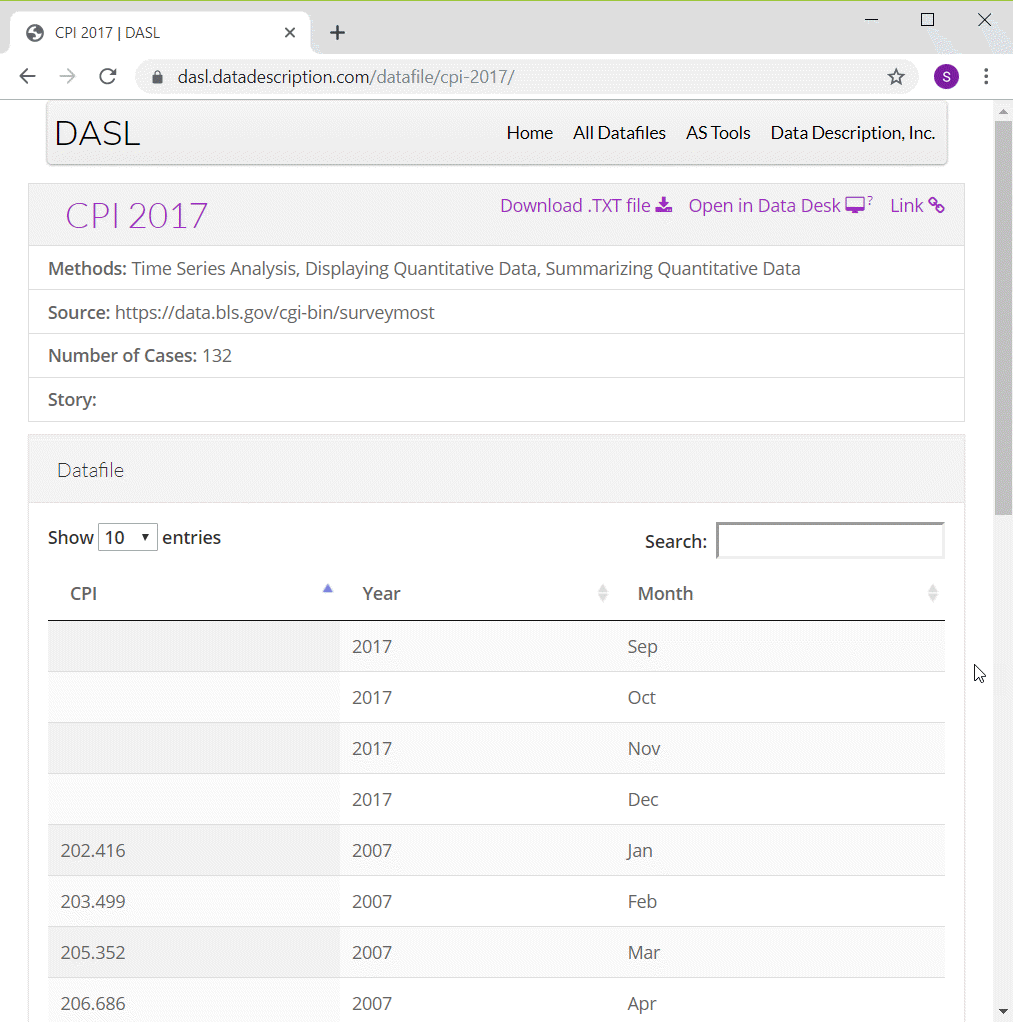 CPI 2017 | DASL
dasl.datadescription.com/datafile/cpi-2017/
S
DASL
Home All Datafiles AS Tools Data Description, Inc.
CPI 2017
Download .TXT file Open in Data Desk ? Link
Methods: Time Series Analysis, Displaying Quantitative Data, Summarizing Quantitative Data
Source: https://data.bls.gov/cgi-bin/surveymost
Number of Cases: 132
Story:
Datafile
Show 10 entries Search:
CPI Year Month
2017 Sep
2017 Oct
2017 Nov
2017 Dec
202.416 2007 Jan
203.499 2007 Feb
205.352 2007 Mar
206.686 2007 Apr